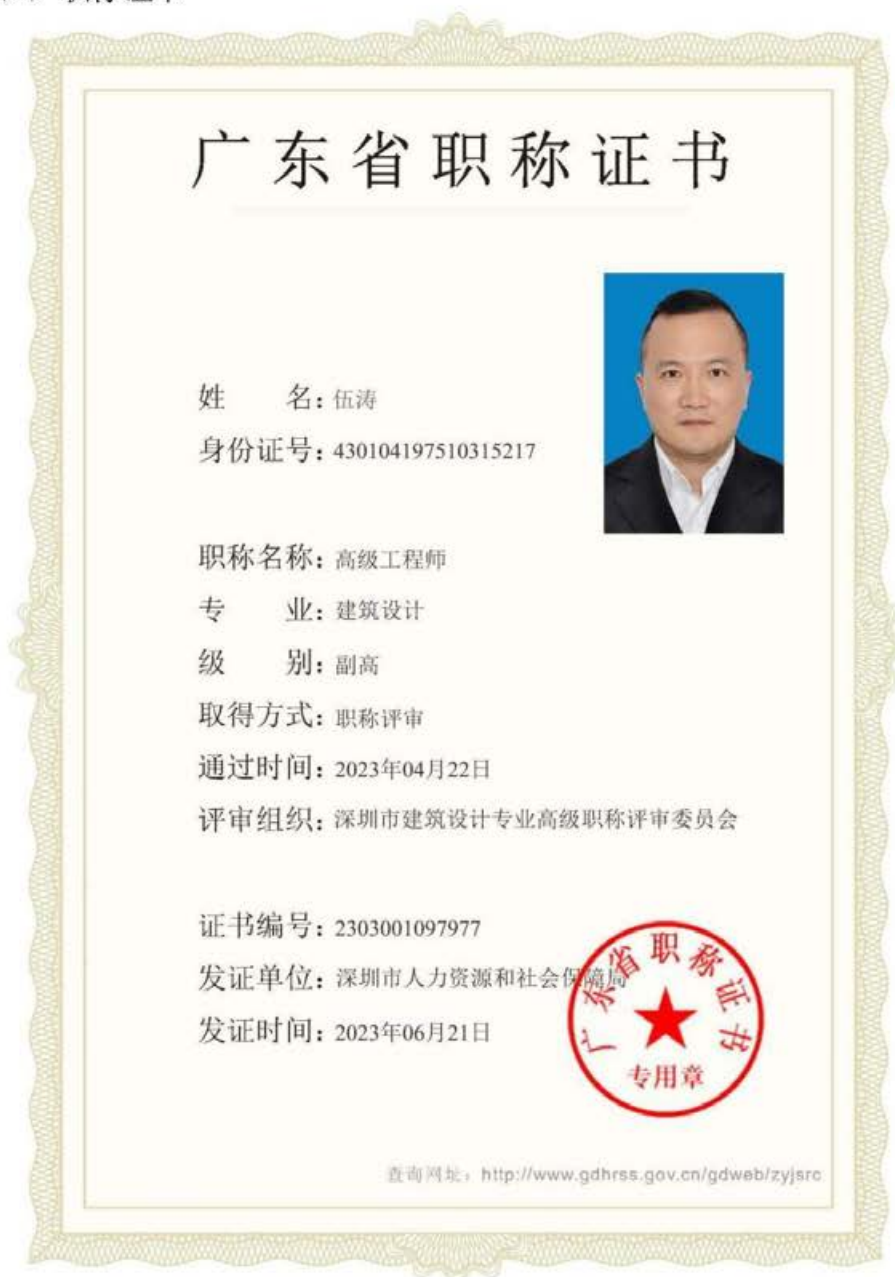 广东省职称证书
姓 名：伍涛
身份证号：430104197510315217
职称名称：高级工程师
专 业：建筑设计
级 别：副高
取得方式：职称评审
通过时间：2023年04月22日
评审组织：深圳市建筑设计专业高级职称评审委员会
证书编号：2303001097977
发证单位：深圳市人力资源和社会保障局
发证时间：2023年06月21日
广东省职称证书
专用章
查询网址：http://www.gdhrss.gov.cn/gdweb/zyjsrc